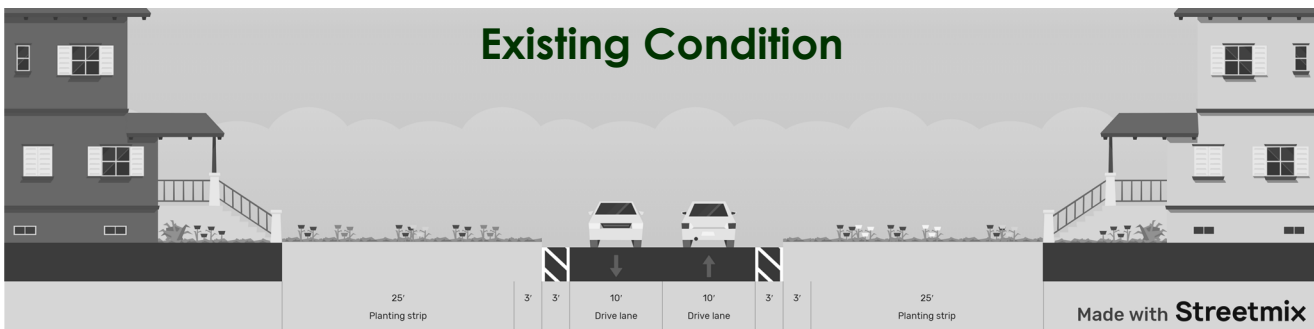 Existing Condition
25' 3' 3' 10' 10' 3' 3' 25'
Planting strip Drive lane Drive lane Planting strip
Made with Streetmix